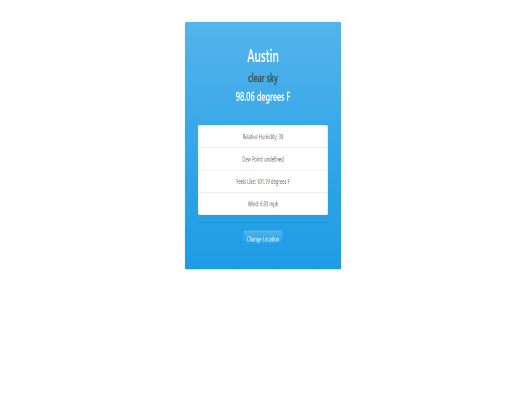 Austin
clear sky
98.06 degrees F
Relative Humidity: 39
Dew Point: undefined
Feels Like: 101.19 degrees F
Wind: 6.93 mph
Change Location